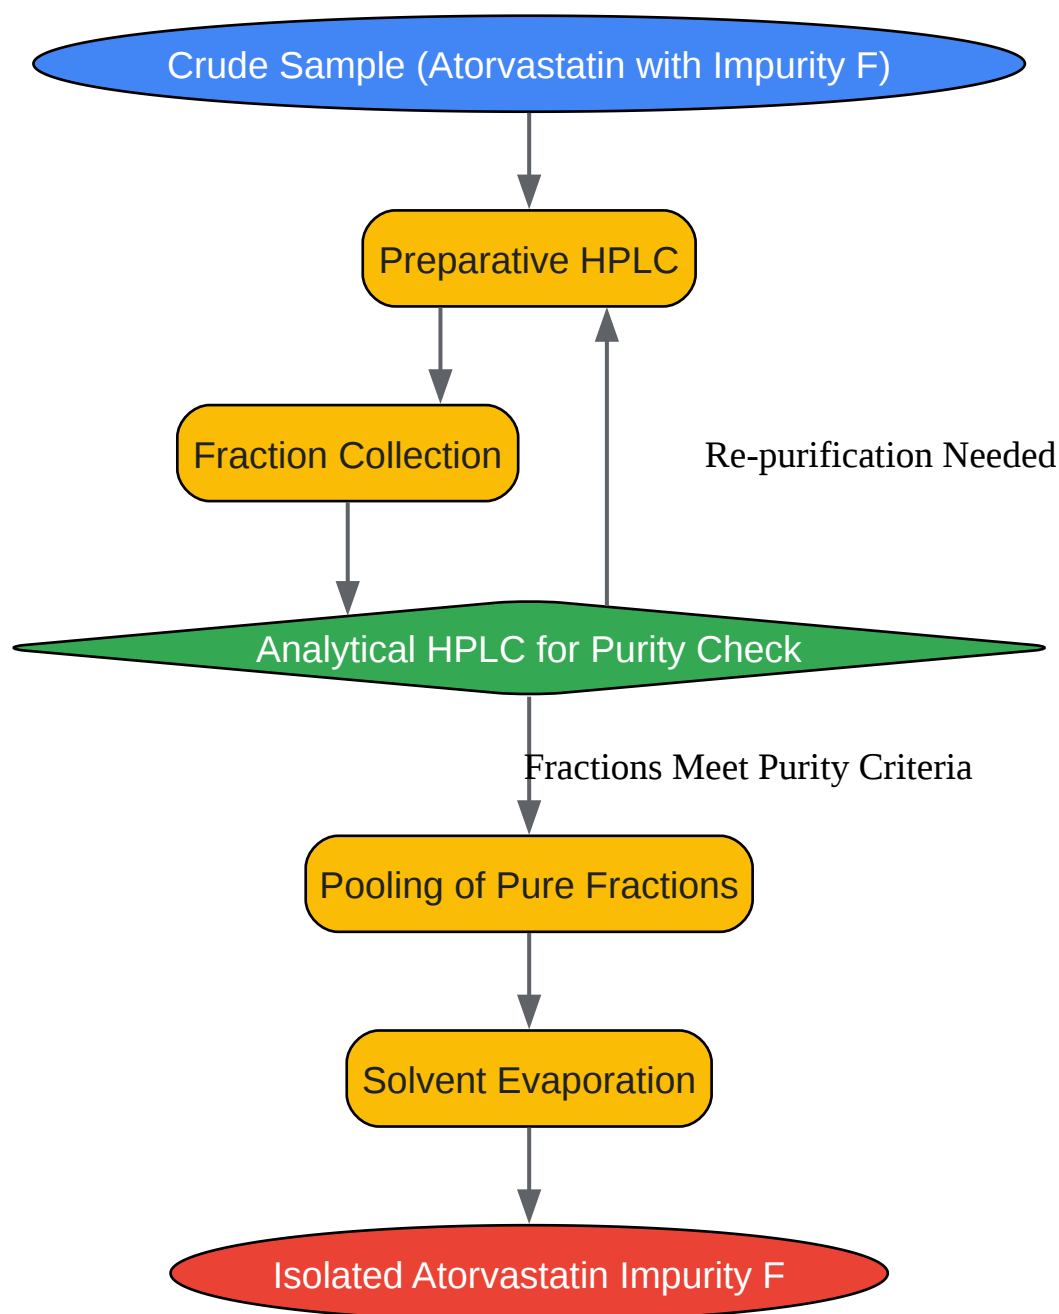 Crude Sample (Atorvastatin with Impurity F)
Preparative HPLC
Fraction Collection
Re-purification Needed
Analytical HPLC for Purity Check
Fractions Meet Purity Criteria
Pooling of Pure Fractions
Solvent Evaporation
Isolated Atorvastatin Impurity F